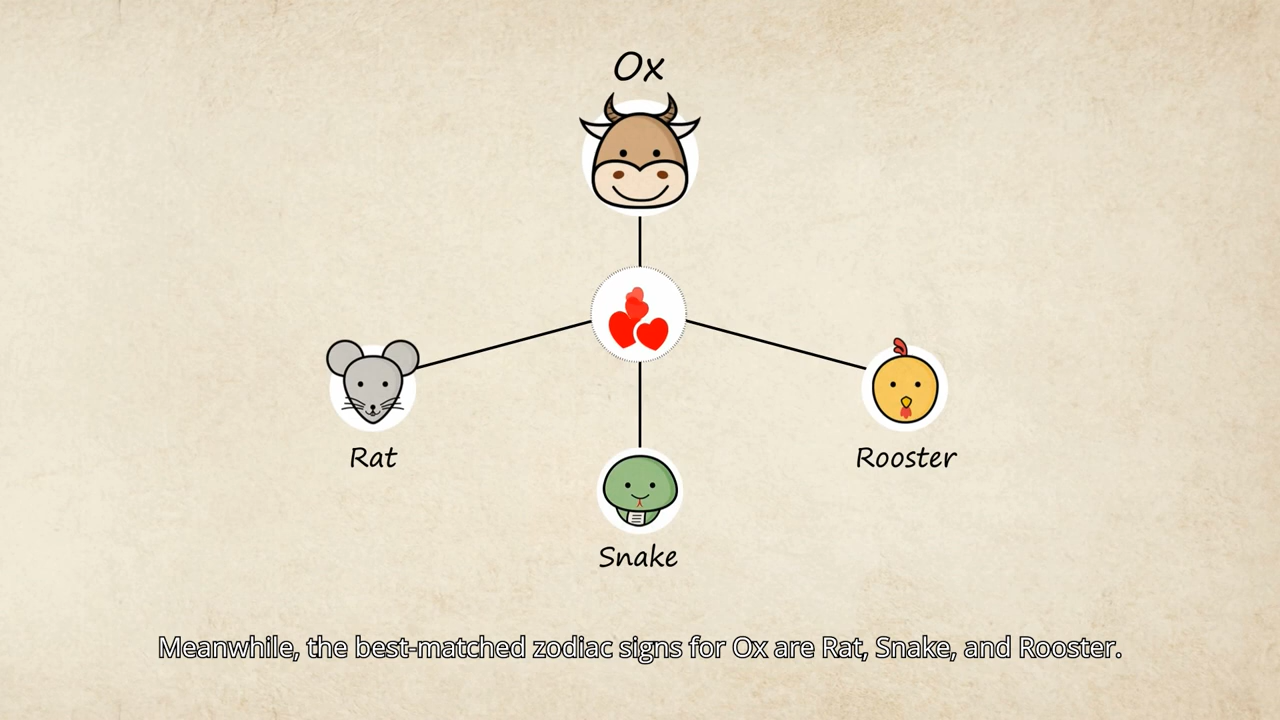 Ox
Rat
Rooster
Snake
Meanwhile, the best-matched zodiac signs for Ox are Rat, Snake, and Rooster.